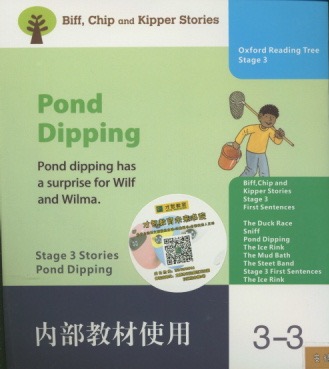 Biff, Chip and Kipper Stories
Oxford Reading Tree
Stage 3
Pond
Dipping
Pond dipping has
a surprise for Wilf
and Wilma.
Biff,Chip and
Kipper Stories
Stage 3
First Sentences
The Duck Race
Sniff
Pond Dipping
The Ice Rink
The Mud Bath
The Steet Band
Stage 3 First Sentences
The Ice Rink
Stage 3 Stories
Pond Dipping
内部教材使用
3-3